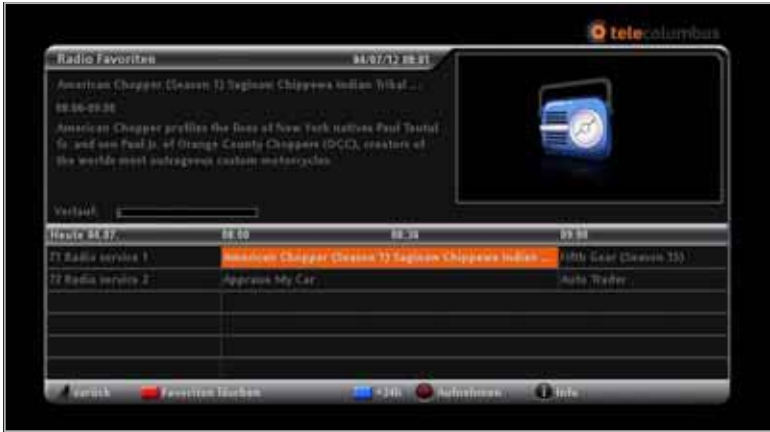 telecolumbus
Radio Favoriten 04/07/12 08:01
American Chopper (Season 1) Saginaw Chippewa Indian Tribal ...
08:00-09:00
American Chopper profiles the lives of New York natives Paul Teutul
Sr. and son Paul Jr. of Orange County Choppers (OCC), creators of
the worlds most outrageous custom motorcycles
Verlauf:
Heute 04.07. 08:00 08:30 09:00
71 Radio service 1 American Chopper (Season 1) Saginaw Chippewa Indian ... Fifth Gear (Season 15)
72 Radio service 2 Appraise My Car Auto Trader
zurück Favoriten löschen +24h Aufnehmen i Info